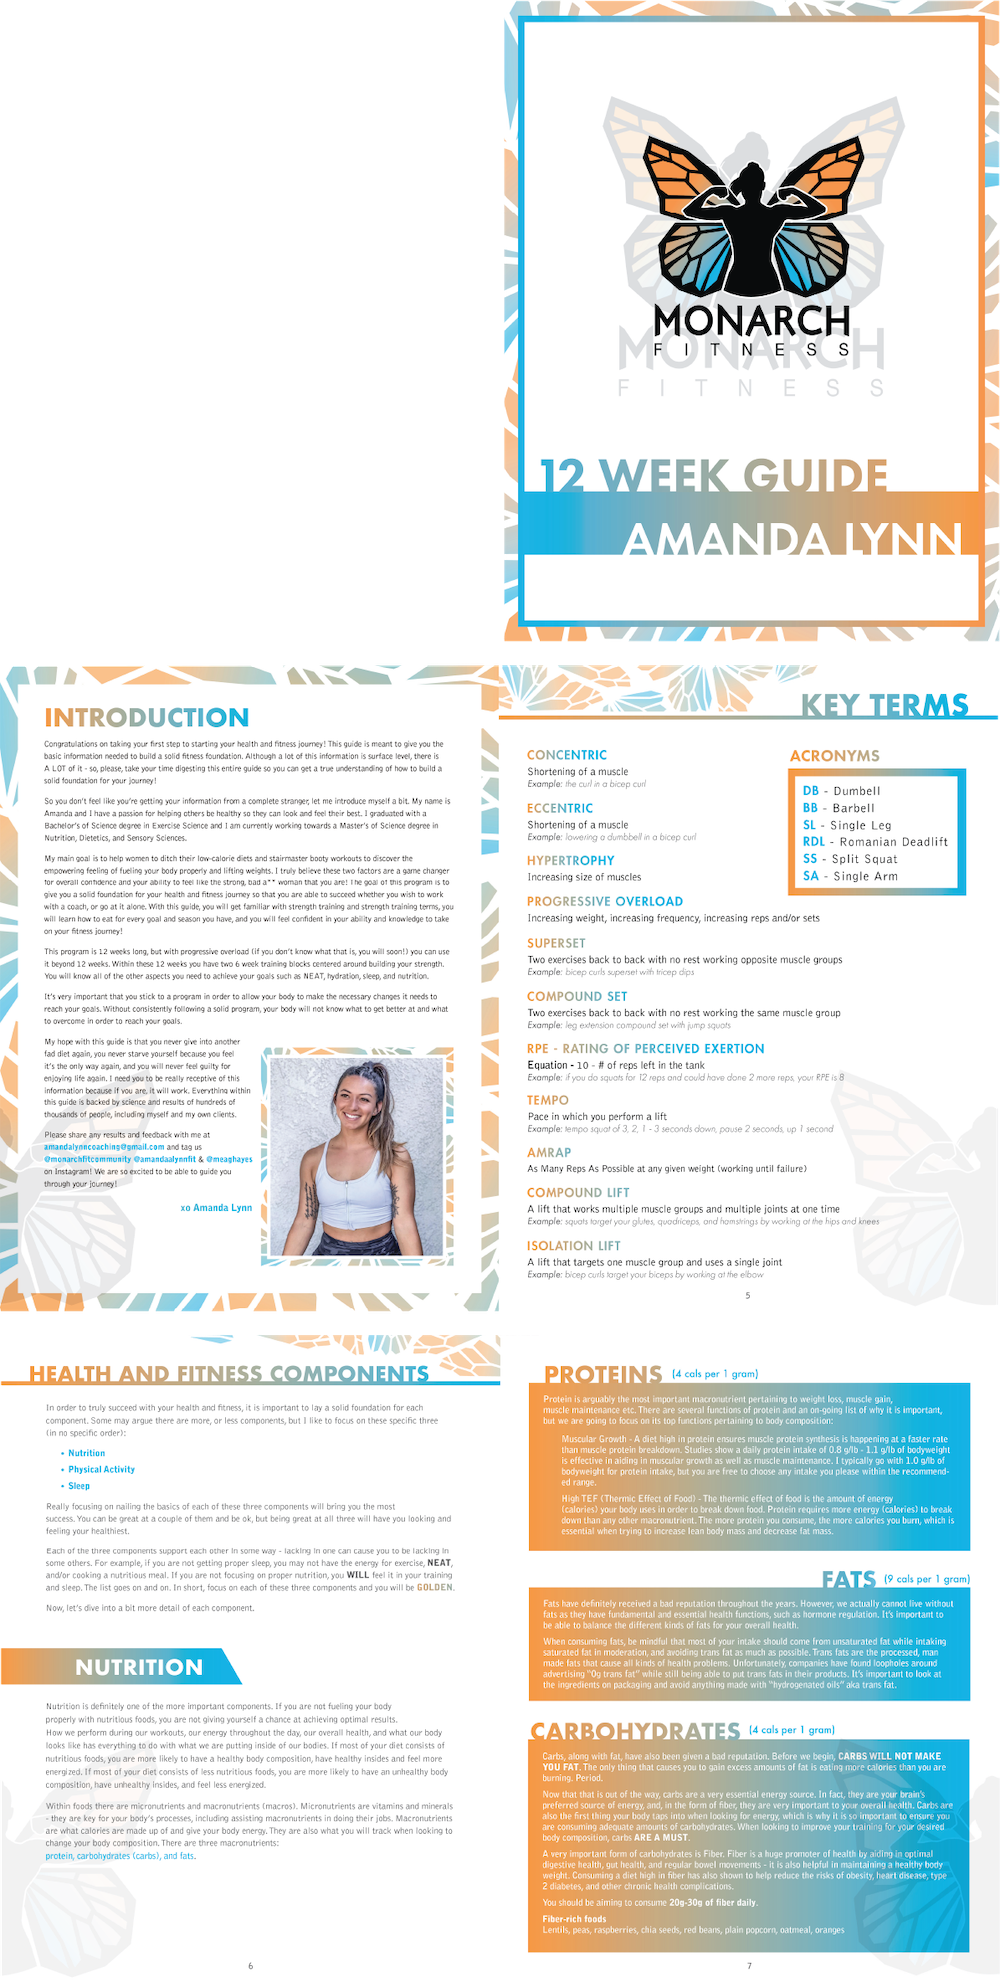 MONARCH
FITNESS
MONARCH
FITNESS
12 WEEK GUIDE
AMANDA LYNN
INTRODUCTION
Congratulations on taking your first step to starting your health and fitness journey! This guide is meant to give you the
basic information needed to build a solid fitness foundation. Although a lot of this information is surface level, there is
A LOT of it - so, please, take your time digesting this entire guide so you can get a true understanding of how to build a
solid foundation for your journey!
So you don't feel like you're getting your information from a complete stranger, let me introduce myself a bit. My name is
Amanda and I have a passion for helping others be healthy so they can look and feel their best. I graduated with a
Bachelor's of Science degree in Exercise Science and I am currently working towards a Master's of Science degree in
Nutrition, Dietetics, and Sensory Sciences.
My main goal is to help women to ditch their low-calorie diets and stairmaster booty workouts to discover the
empowering feeling of fueling your body properly and lifting weights. I truly believe these two factors are a game changer
for overall confidence and your ability to feel like the strong, bad a** woman that you are! The goal of this program is to
give you a solid foundation for your health and fitness journey so that you are able to succeed whether you wish to work
with a coach, or go at it alone. With this guide, you will get familiar with strength training and strength training terms, you
will learn how to eat for every goal and season you have, and you will feel confident in your ability and knowledge to take
on your fitness journey!
This program is 12 weeks long, but with progressive overload (if you don't know what that is, you will soon!) you can use
it beyond 12 weeks. Within these 12 weeks you have two 6 week training blocks centered around building your strength.
You will know all of the other aspects you need to achieve your goals such as NEAT, hydration, sleep, and nutrition.
It's very important that you stick to a program in order to allow your body to make the necessary changes it needs to
reach your goals. Without consistently following a solid program, your body will not know what to get better at and what
to overcome in order to reach your goals.
My hope with this guide is that you never give into another
fad diet again, you never starve yourself because you feel
it's the only way again, and you will never feel guilty for
enjoying life again. I need you to be really receptive of this
information because if you are, it will work. Everything within
this guide is backed by science and results of hundreds of
thousands of people, including myself and my own clients.
Please share any results and feedback with me at
amandalynncoaching@gmail.com and tag us
@monarchfitcommunity @amandaalynnfit & @meaghayes
on Instagram! We are so excited to be able to guide you
through your journey!
xo Amanda Lynn
KEY TERMS
CONCENTRIC
Shortening of a muscle
Example: the curl in a bicep curl
ECCENTRIC
Shortening of a muscle
Example: lowering a dumbbell in a bicep curl
HYPERTROPHY
Increasing size of muscles
PROGRESSIVE OVERLOAD
Increasing weight, increasing frequency, increasing reps and/or sets
SUPERSET
Two exercises back to back with no rest working opposite muscle groups
Example: bicep curls superset with tricep dips
COMPOUND SET
Two exercises back to back with no rest working the same muscle group
Example: leg extension compound set with jump squats
RPE - RATING OF PERCEIVED EXERTION
Equation - 10 - # of reps left in the tank
Example: if you do squats for 12 reps and could have done 2 more reps, your RPE is 8
TEMPO
Pace in which you perform a lift
Example: tempo squat of 3, 2, 1 - 3 seconds down, pause 2 seconds, up 1 second
AMRAP
As Many Reps As Possible at any given weight (working until failure)
COMPOUND LIFT
A lift that works multiple muscle groups and multiple joints at one time
Example: squats target your glutes, quadriceps, and hamstrings by working at the hips and knees
ISOLATION LIFT
A lift that targets one muscle group and uses a single joint
Example: bicep curls target your biceps by working at the elbow
ACRONYMS
DB - Dumbell
BB - Barbell
SL - Single Leg
RDL - Romanian Deadlift
SS - Split Squat
SA - Single Arm
5
HEALTH AND FITNESS COMPONENTS
In order to truly succeed with your health and fitness, it is important to lay a solid foundation for each
component. Some may argue there are more, or less components, but I like to focus on these specific three
(in no specific order):
• Nutrition
• Physical Activity
• Sleep
Really focusing on nailing the basics of each of these three components will bring you the most
success. You can be great at a couple of them and be ok, but being great at all three will have you looking and
feeling your healthiest.
Each of the three components support each other in some way - lacking in one can cause you to be lacking in
some others. For example, if you are not getting proper sleep, you may not have the energy for exercise, NEAT,
and/or cooking a nutritious meal. If you are not focusing on proper nutrition, you WILL feel it in your training
and sleep. The list goes on and on. In short, focus on each of these three components and you will be GOLDEN.
Now, let's dive into a bit more detail of each component.
NUTRITION
Nutrition is definitely one of the more important components. If you are not fueling your body
properly with nutritious foods, you are not giving yourself a chance at achieving optimal results.
How we perform during our workouts, our energy throughout the day, our overall health, and what our body
looks like has everything to do with what we are putting inside of our bodies. If most of your diet consists of
nutritious foods, you are more likely to have a healthy body composition, have healthy insides and feel more
energized. If most of your diet consists of less nutritious foods, you are more likely to have an unhealthy body
composition, have unhealthy insides, and feel less energized.
Within foods there are micronutrients and macronutrients (macros). Micronutrients are vitamins and minerals
- they are key for your body's processes, including assisting macronutrients in doing their jobs. Macronutrients
are what calories are made up of and give your body energy. They are also what you will track when looking to
change your body composition. There are three macronutrients:
protein, carbohydrates (carbs), and fats.
6
PROTEINS (4 cals per 1 gram)
Protein is arguably the most important macronutrient pertaining to weight loss, muscle gain,
muscle maintenance etc. There are several functions of protein and an on-going list of why it is important,
but we are going to focus on its top functions pertaining to body composition:
Muscular Growth - A diet high in protein ensures muscle protein synthesis is happening at a faster rate
than muscle protein breakdown. Studies show a daily protein intake of 0.8 g/lb - 1.1 g/lb of bodyweight
is effective in aiding in muscular growth as well as muscle maintenance. I typically go with 1.0 g/lb of
bodyweight for protein intake, but you are free to choose any intake you please within the recommend-
ed range.
High TEF (Thermic Effect of Food) - The thermic effect of food is the amount of energy
(calories) your body uses in order to break down food. Protein requires more energy (calories) to break
down than any other macronutrient. The more protein you consume, the more calories you burn, which is
essential when trying to increase lean body mass and decrease fat mass.
FATS (9 cals per 1 gram)
Fats have definitely received a bad reputation throughout the years. However, we actually cannot live without
fats as they have fundamental and essential health functions, such as hormone regulation. It's important to
be able to balance the different kinds of fats for your overall health.
When consuming fats, be mindful that most of your intake should come from unsaturated fat while intaking
saturated fat in moderation, and avoiding trans fat as much as possible. Trans fats are the processed, man
made fats that cause all kinds of health problems. Unfortunately, companies have found loopholes around
advertising "0g trans fat" while still being able to put trans fats in their products. It's important to look at
the ingredients on packaging and avoid anything made with "hydrogenated oils" aka trans fat.
CARBOHYDRATES (4 cals per 1 gram)
Carbs, along with fat, have also been given a bad reputation. Before we begin, CARBS WILL NOT MAKE
YOU FAT. The only thing that causes you to gain excess amounts of fat is eating more calories than you are
burning. Period.
Now that that is out of the way, carbs are a very essential energy source. In fact, they are your brain's
preferred source of energy, and, in the form of fiber, they are very important to your overall health. Carbs are
also the first thing your body taps into when looking for energy, which is why it is so important to ensure you
are consuming adequate amounts of carbohydrates. When looking to improve your training for your desired
body composition, carbs ARE A MUST.
A very important form of carbohydrates is Fiber. Fiber is a huge promoter of health by aiding in optimal
digestive health, gut health, and regular bowel movements - it is also helpful in maintaining a healthy body
weight. Consuming a diet high in fiber has also shown to help reduce the risks of obesity, heart disease, type
2 diabetes, and other chronic health complications.
You should be aiming to consume 20g-30g of fiber daily.
Fiber-rich foods
Lentils, peas, raspberries, chia seeds, red beans, plain popcorn, oatmeal, oranges
7